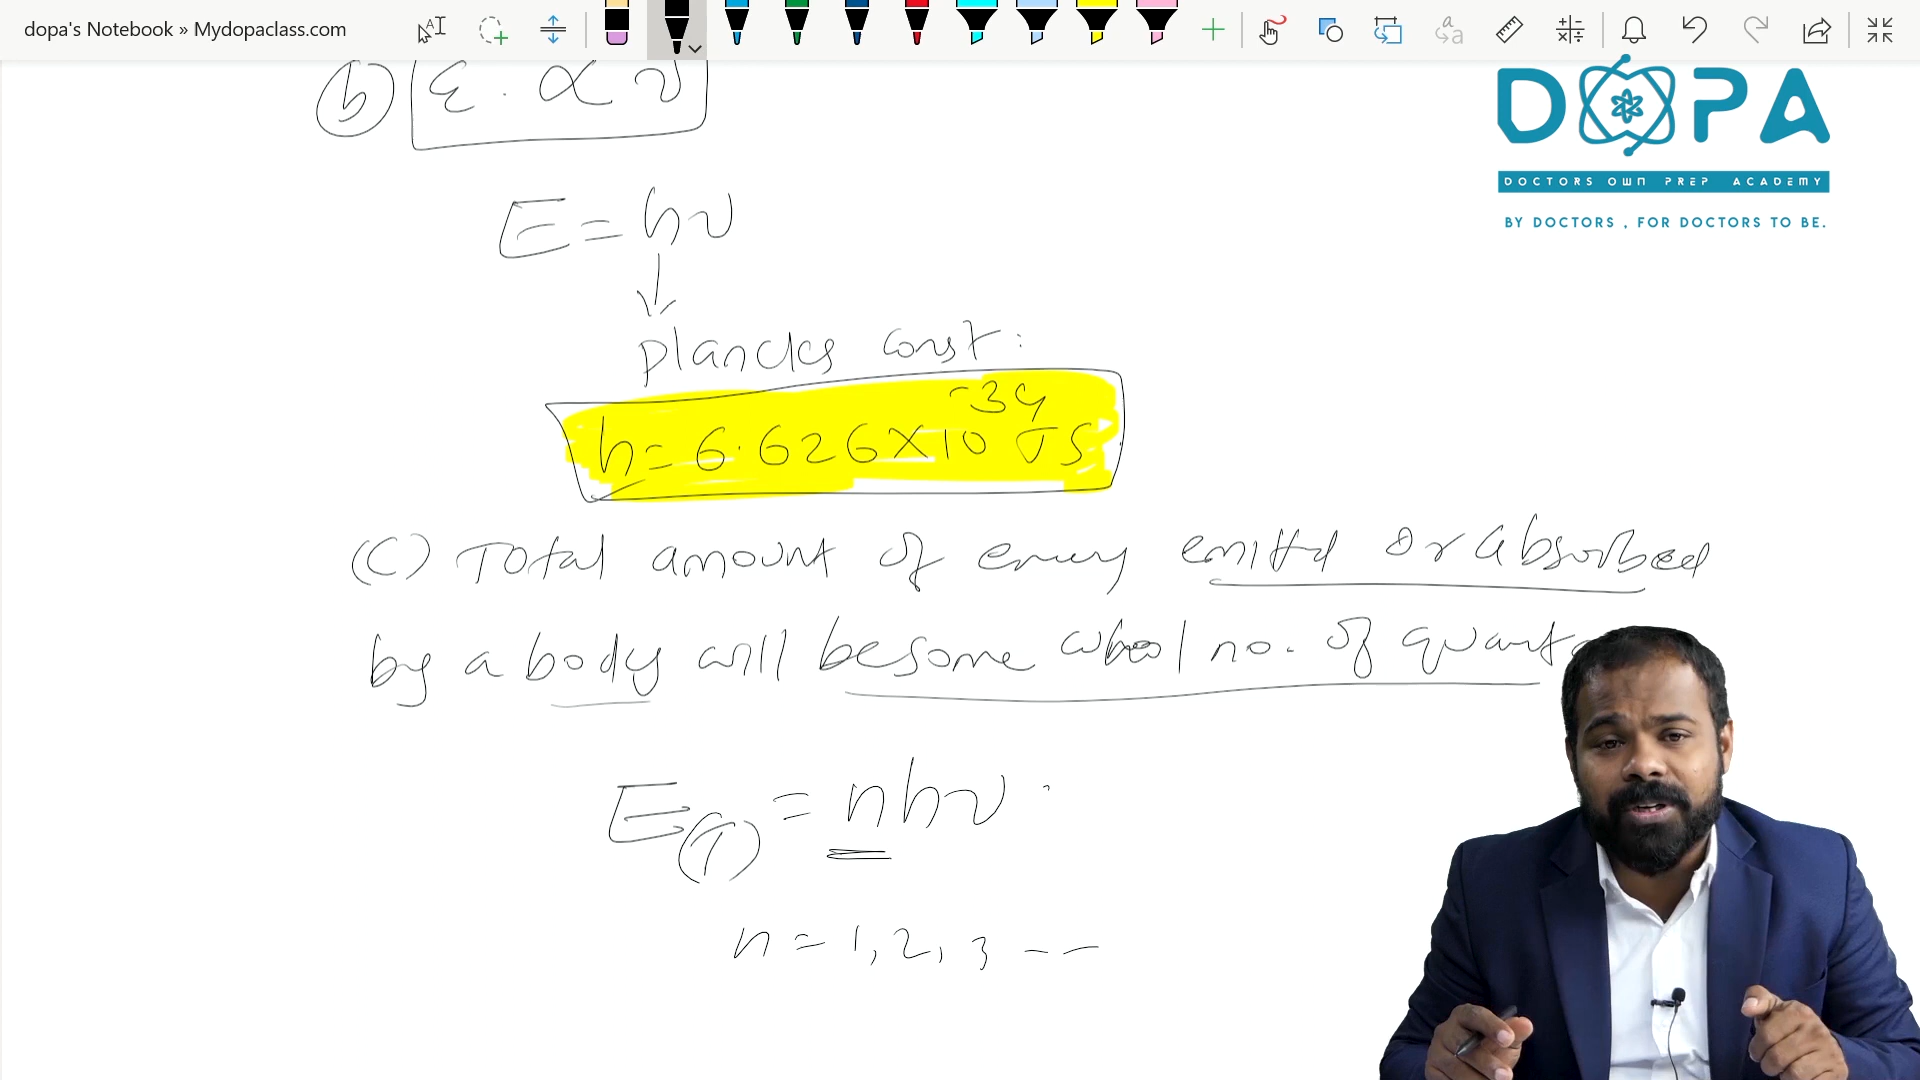 dopa's Notebook » Mydopaclass.com
DOPA
DOCTORS OWN PREP ACADEMY
BY DOCTORS , FOR DOCTORS TO BE.
(b) ε ∝ ν
E = hν
plancks const:
h = 6.626 × 10⁻³⁴ JS
(C) Total amount of energy emitted or absorbed
by a body will be some whol no. of quanta
E(T) = nhν
n = 1, 2, 3 --